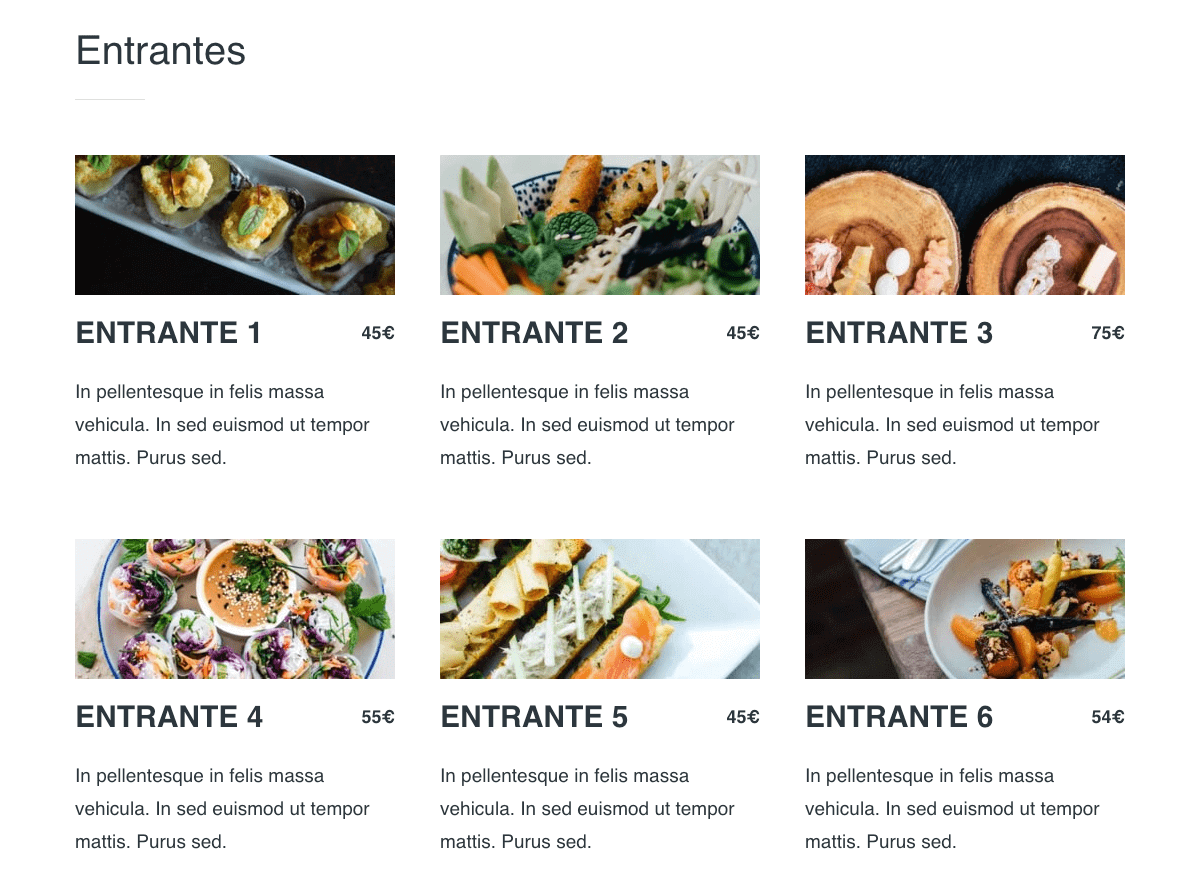 Entrantes
ENTRANTE 1 45€
In pellentesque in felis massa
vehicula. In sed euismod ut tempor
mattis. Purus sed.
ENTRANTE 2 45€
In pellentesque in felis massa
vehicula. In sed euismod ut tempor
mattis. Purus sed.
ENTRANTE 3 75€
In pellentesque in felis massa
vehicula. In sed euismod ut tempor
mattis. Purus sed.
ENTRANTE 4 55€
In pellentesque in felis massa
vehicula. In sed euismod ut tempor
mattis. Purus sed.
ENTRANTE 5 45€
In pellentesque in felis massa
vehicula. In sed euismod ut tempor
mattis. Purus sed.
ENTRANTE 6 54€
In pellentesque in felis massa
vehicula. In sed euismod ut tempor
mattis. Purus sed.